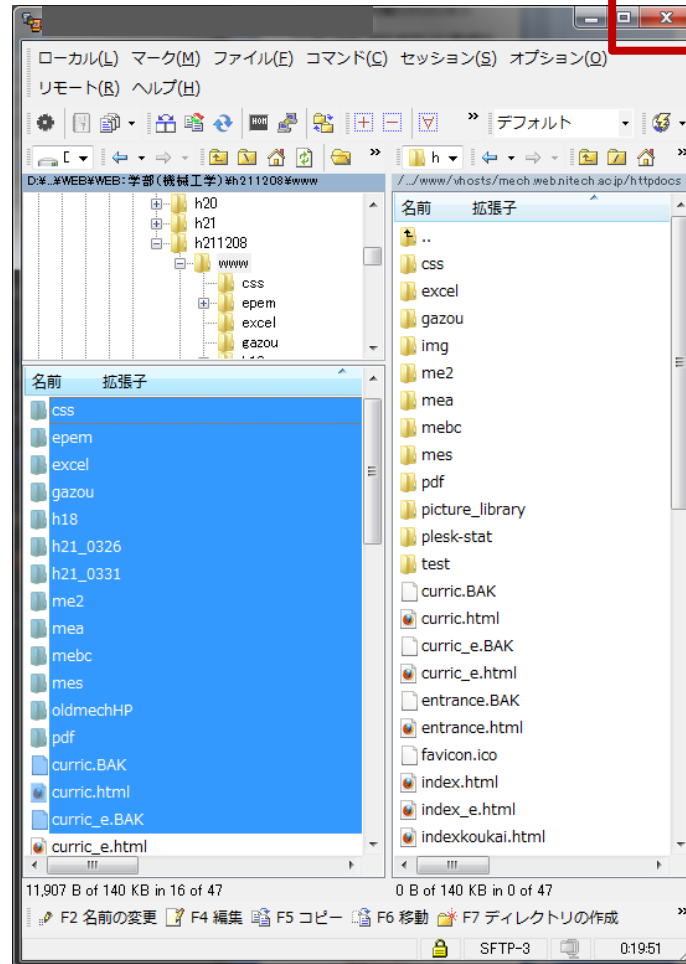 ローカル(L) マーク(M) ファイル(F) コマンド(C) セッション(S) オプション(O)
リモート(R) ヘルプ(H)
デフォルト
D:¥...¥WEB¥WEB:学部(機械工学)¥h211208¥www
h20
h21
h211208
www
css
epem
excel
gazou
名前 拡張子
css
epem
excel
gazou
h18
h21_0326
h21_0331
me2
mea
mebc
mes
oldmechHP
pdf
curric.BAK
curric.html
curric_e.BAK
curric_e.html
11,907 B of 140 KB in 16 of 47
h
/.../www/vhosts/mech.web.nitech.ac.jp/httpdocs
名前 拡張子
..
css
excel
gazou
img
me2
mea
mebc
mes
pdf
picture_library
plesk-stat
test
curric.BAK
curric.html
curric_e.BAK
curric_e.html
entrance.BAK
entrance.html
favicon.ico
index.html
index_e.html
indexkoukai.html
0 B of 140 KB in 0 of 47
F2 名前の変更 F4 編集 F5 コピー F6 移動 F7 ディレクトリの作成
SFTP-3 0:19:51